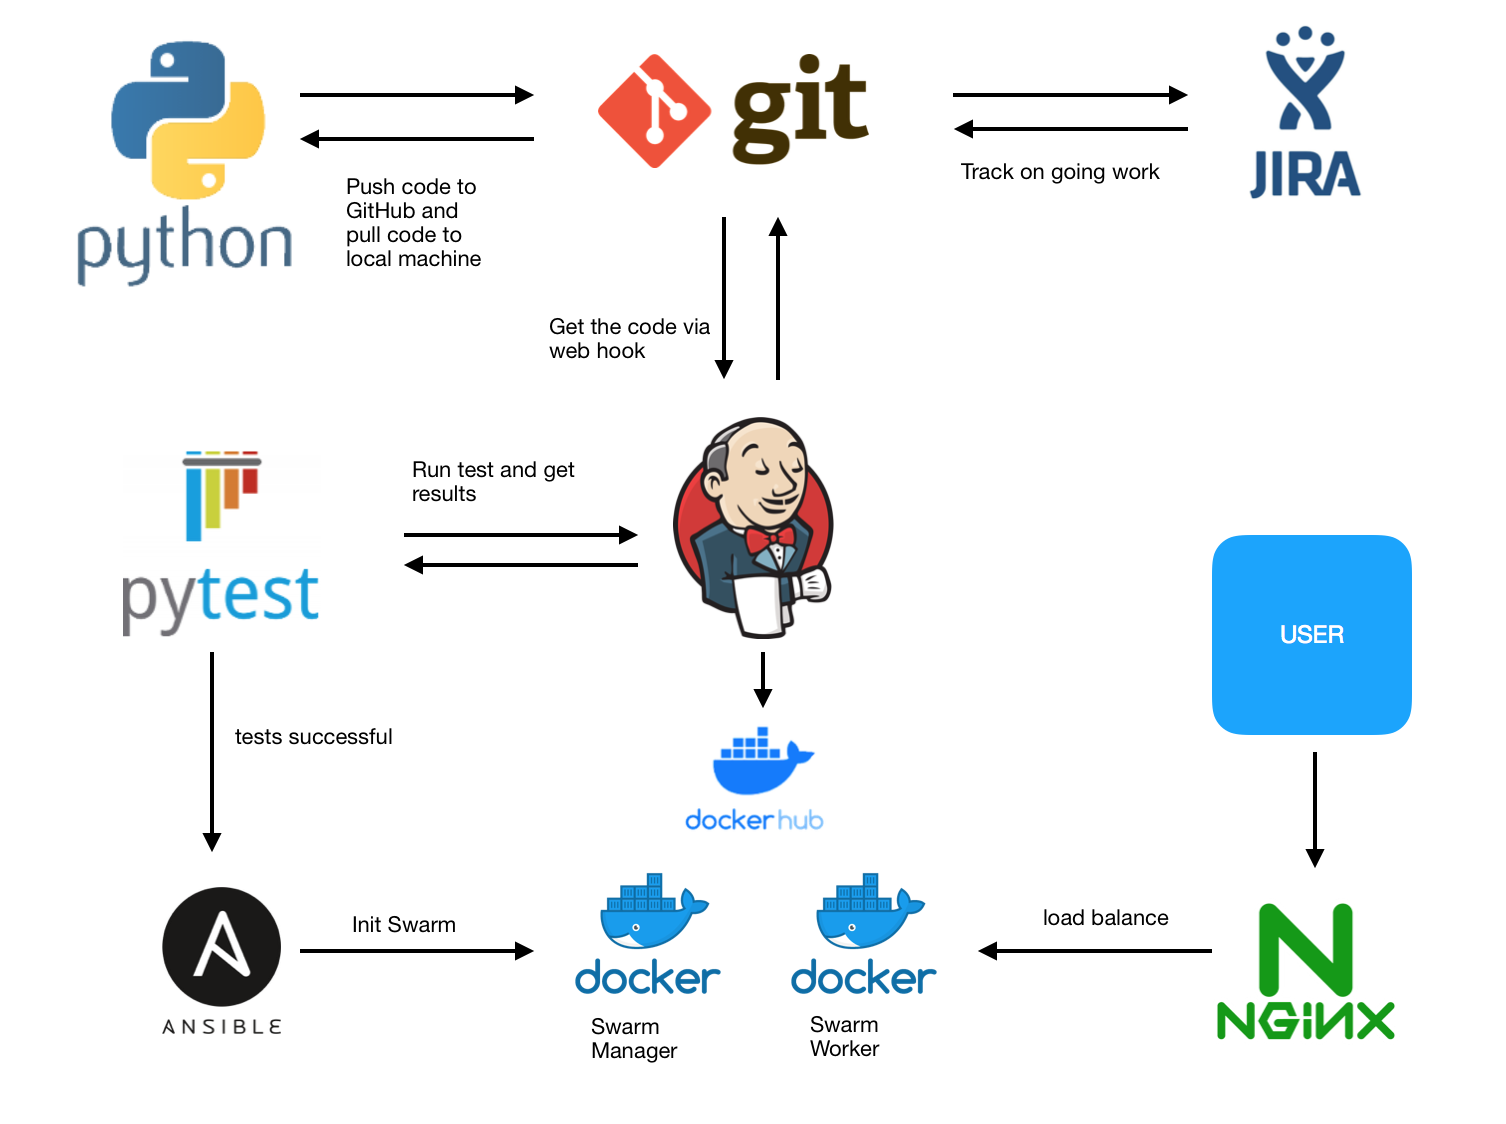 python
git
JIRA
Push code to
GitHub and
pull code to
local machine
Track on going work
Get the code via
web hook
Run test and get
results
pytest
USER
tests successful
docker hub
Init Swarm
load balance
ANSIBLE
docker
docker
NGINX
Swarm
Manager
Swarm
Worker